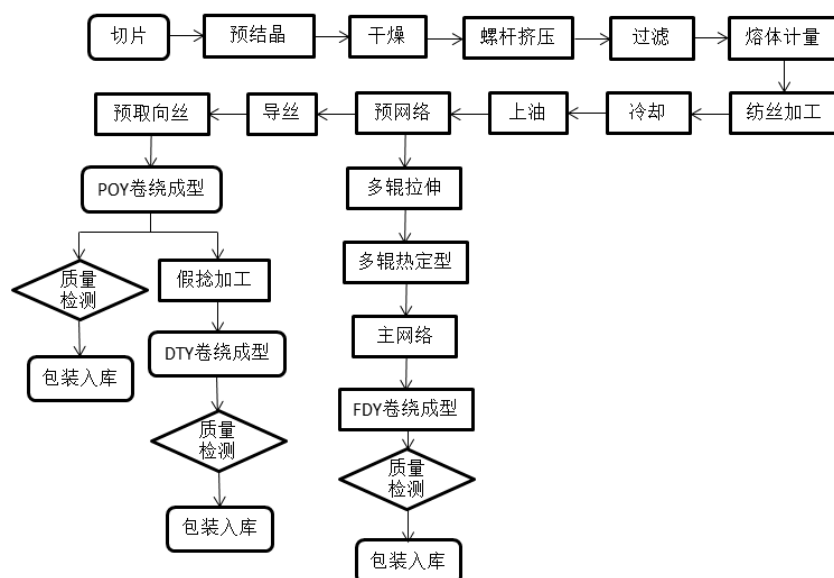 切片
预结晶
干燥
螺杆挤压
过滤
熔体计量
预取向丝
导丝
预网络
上油
冷却
纺丝加工
POY卷绕成型
多辊拉伸
质量
检测
假捻加工
多辊热定型
DTY卷绕成型
主网络
包装入库
FDY卷绕成型
质量
检测
质量
检测
包装入库
包装入库